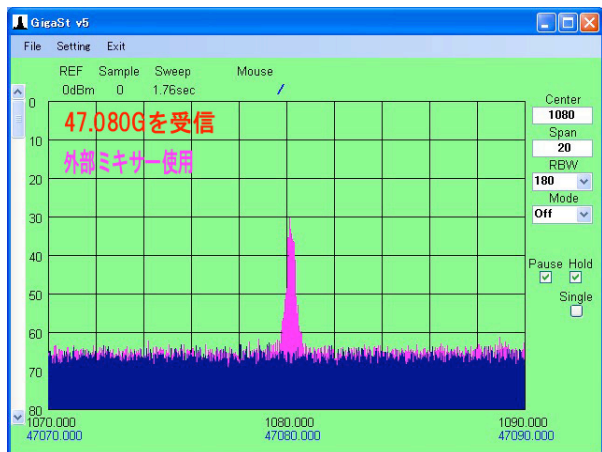 GigaSt v5
File Setting Exit
REF Sample Sweep Mouse
0dBm 0 1.76sec /
47.080Gを受信
外部ミキサー使用
0
10
20
30
40
50
60
70
80
1070.000 1080.000 1090.000
47070.000 47080.000 47090.000
Center
1080
Span
20
RBW
180
Mode
Off
Pause Hold
Single